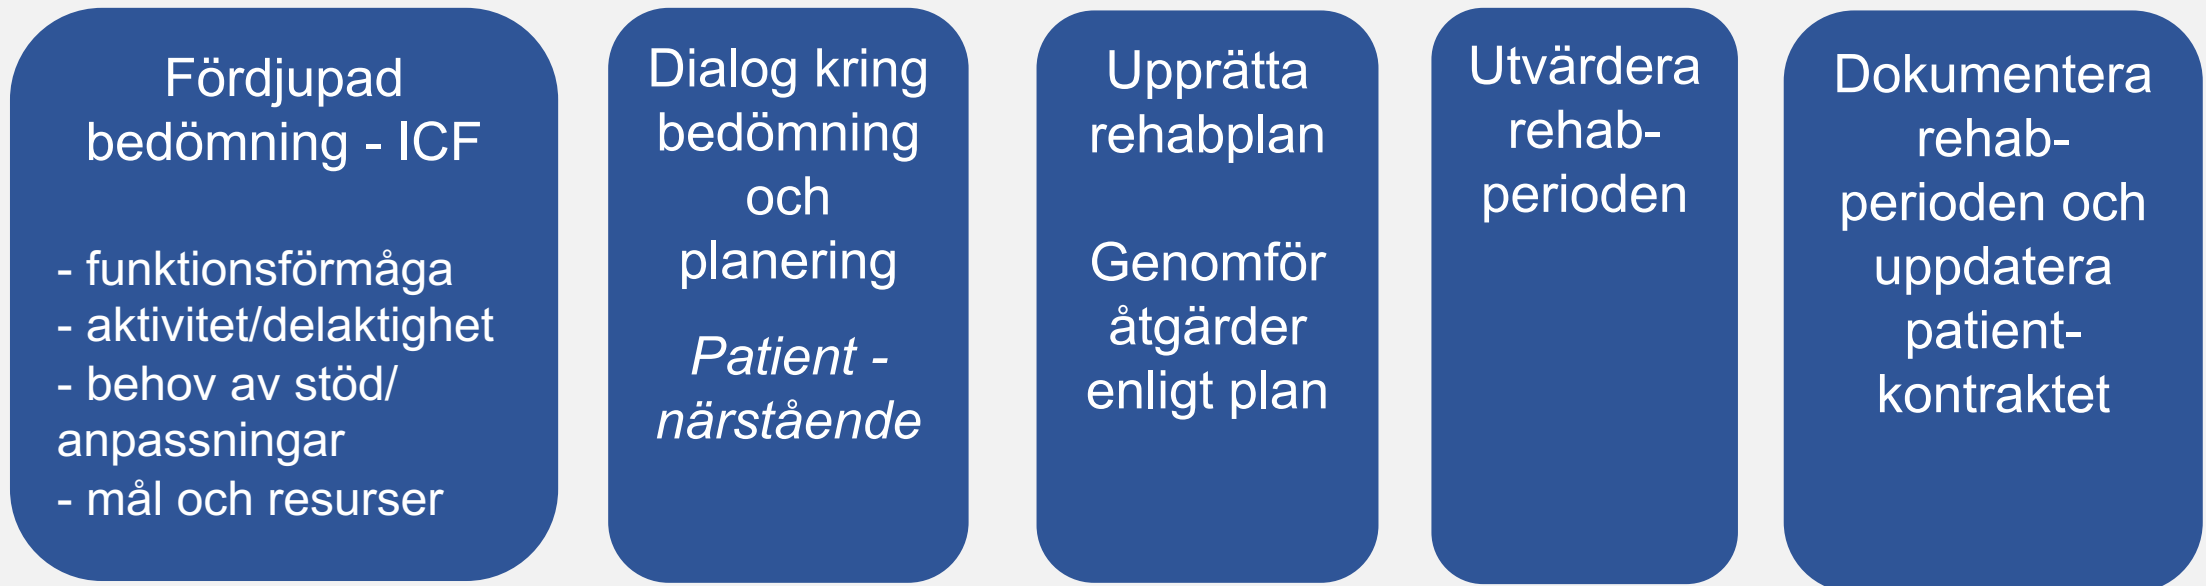 Fördjupad
bedömning - ICF
- funktionsförmåga
- aktivitet/delaktighet
- behov av stöd/
anpassningar
- mål och resurser
Dialog kring
bedömning
och
planering
Patient -
närstående
Upprätta
rehabplan
Genomför
åtgärder
enligt plan
Utvärdera
rehab-
perioden
Dokumentera
rehab-
perioden och
uppdatera
patient-
kontraktet